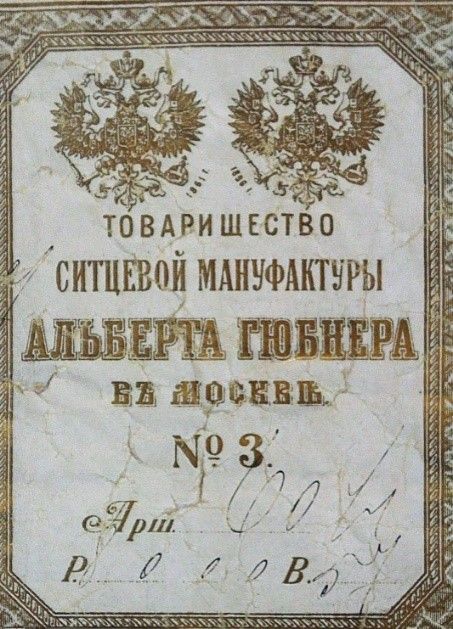 ТОВАРИЩЕСТВО
СИТЦЕВОЙ МАНУФАКТУРЫ
АЛЬБЕРТА ГЮБНЕРА
ВЪ МОСКВѢ.
№ 3.
Арш.
Р. В.